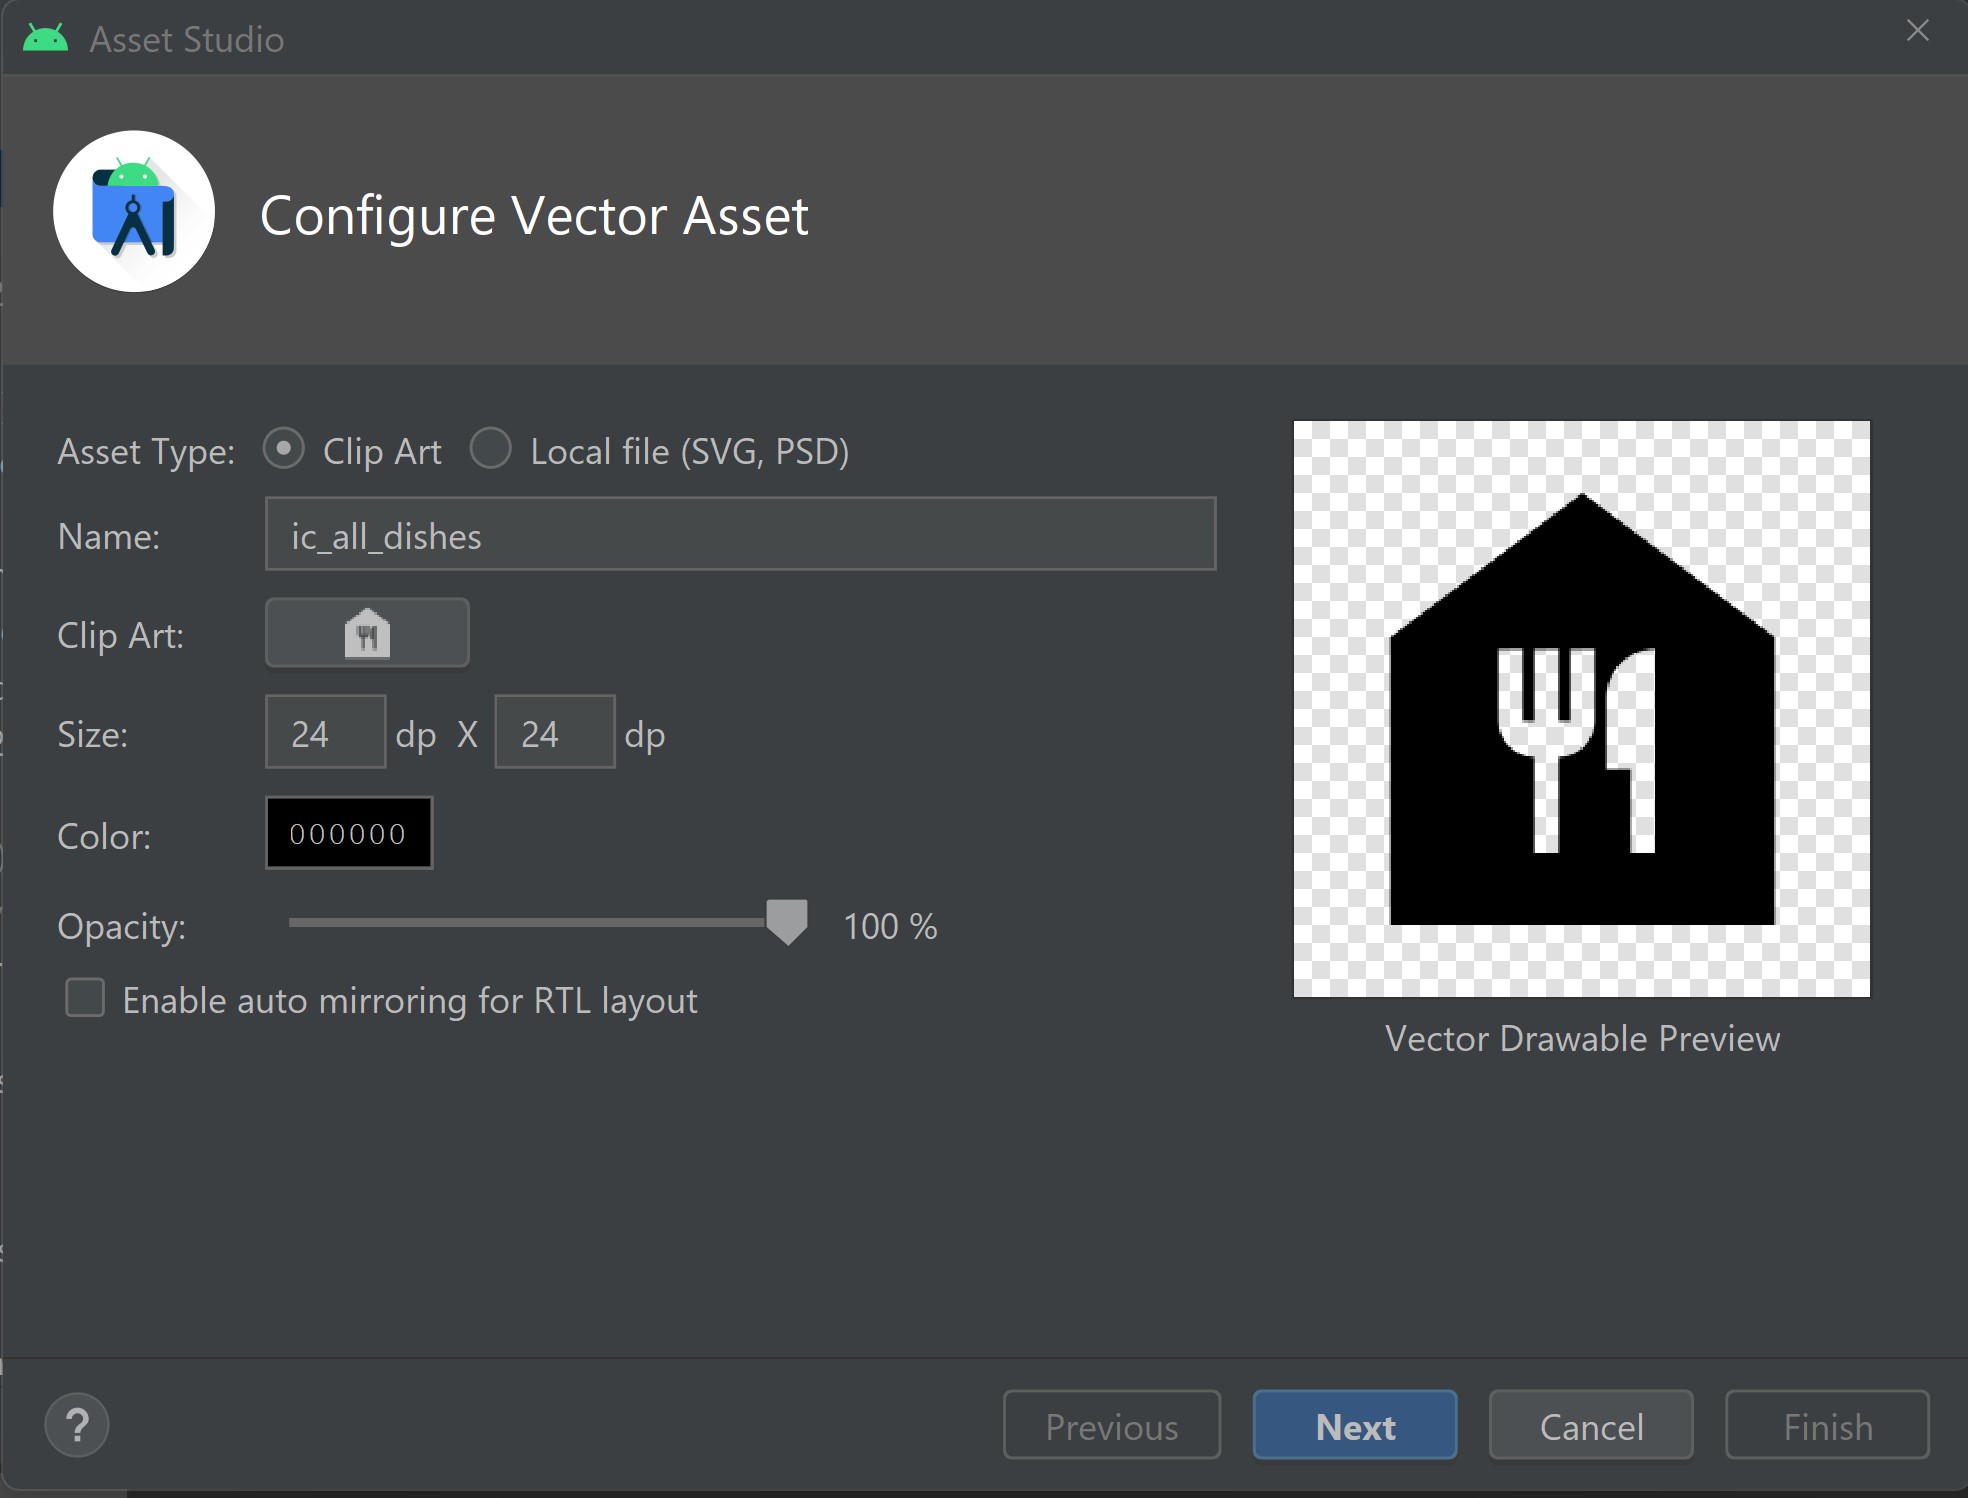 Asset Studio
Configure Vector Asset
Asset Type: Clip Art Local file (SVG, PSD)
Name: ic_all_dishes
Clip Art:
Size: 24 dp X 24 dp
Color: 000000
Opacity: 100 %
Enable auto mirroring for RTL layout
Vector Drawable Preview
? Previous Next Cancel Finish